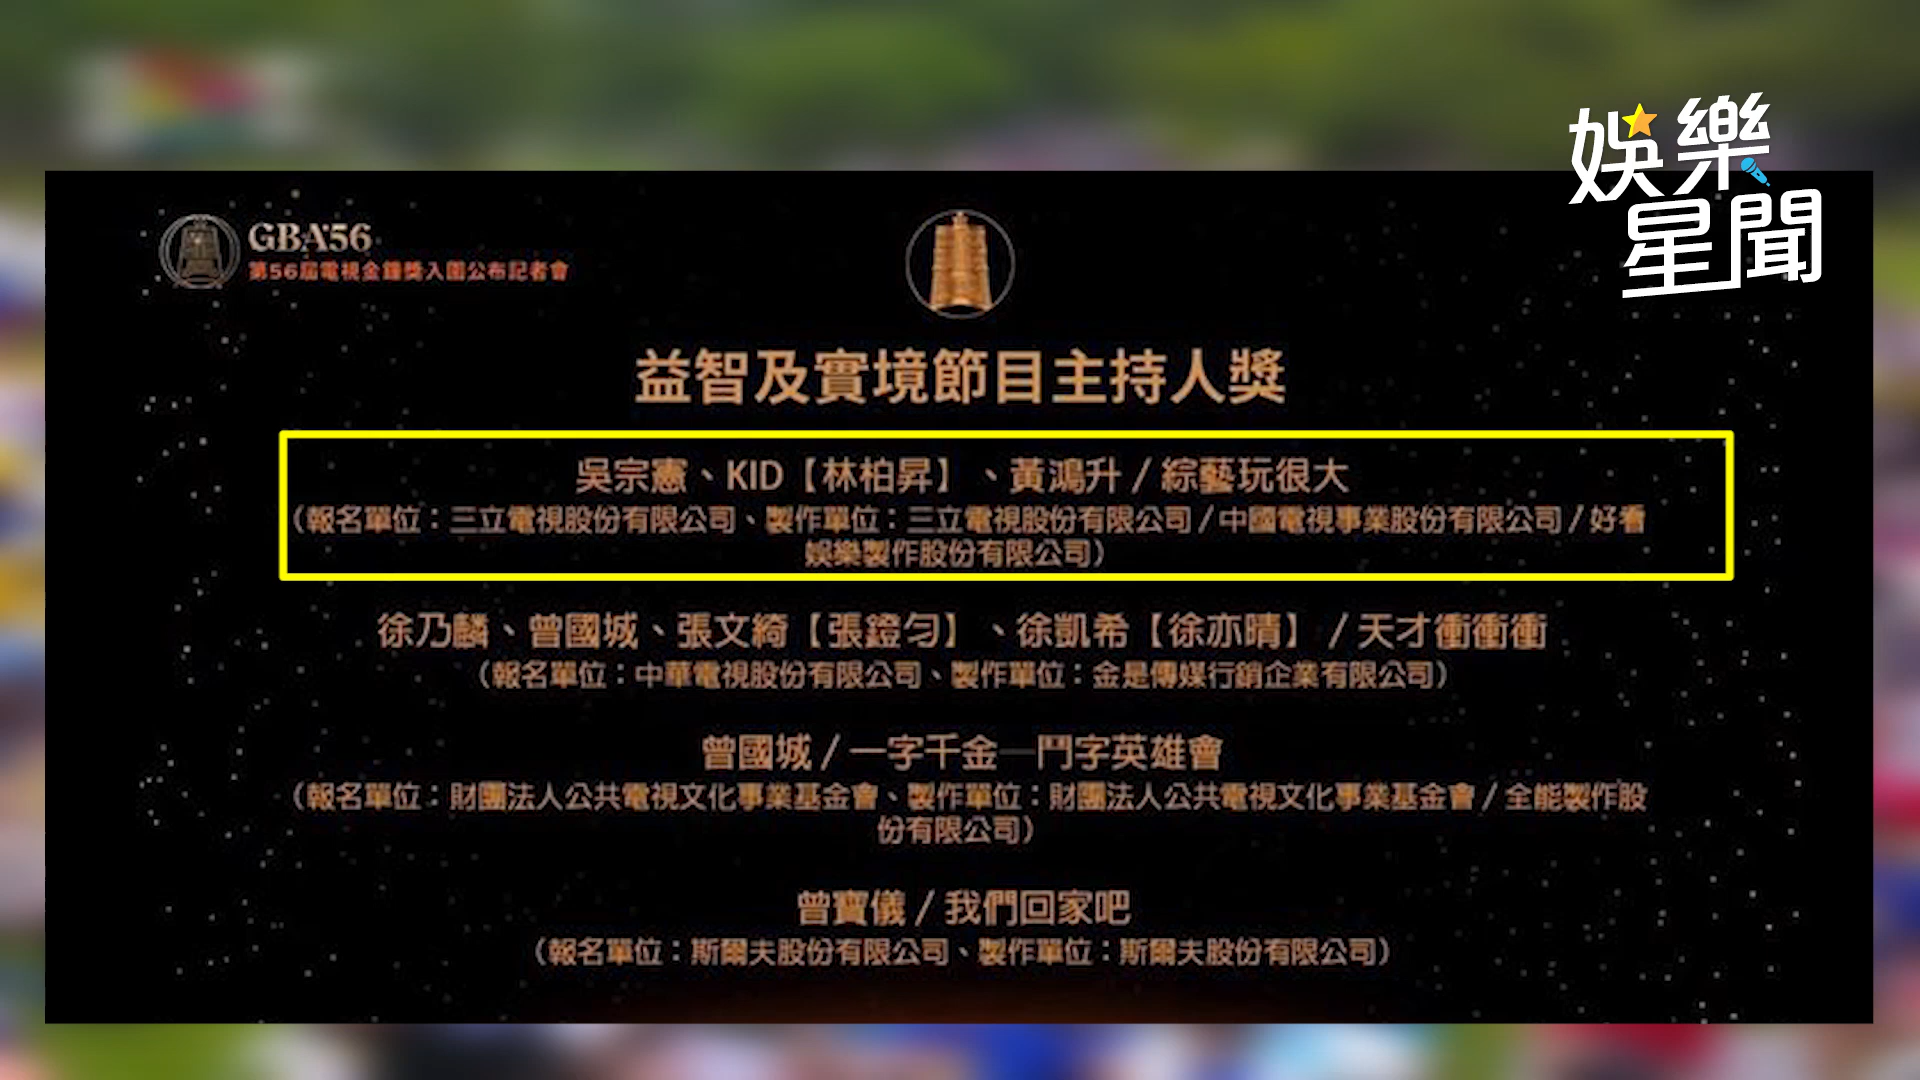 娛樂
星聞
GBA56
第56屆電視金鐘獎入圍公布記者會
益智及實境節目主持人獎
吳宗憲、KID【林柏昇】、黃鴻升/綜藝玩很大
（報名單位：三立電視股份有限公司、製作單位：三立電視股份有限公司/中國電視事業股份有限公司/好看
娛樂製作股份有限公司）
徐乃麟、曾國城、張文綺【張鐙勻】、徐凱希【徐亦晴】/天才衝衝衝
（報名單位：中華電視股份有限公司、製作單位：金是傳媒行銷企業有限公司）
曾國城/一字千金—鬥字英雄會
（報名單位：財團法人公共電視文化事業基金會、製作單位：財團法人公共電視文化事業基金會/全能製作股
份有限公司）
曾寶儀/我們回家吧
（報名單位：斯爾夫股份有限公司、製作單位：斯爾夫股份有限公司）